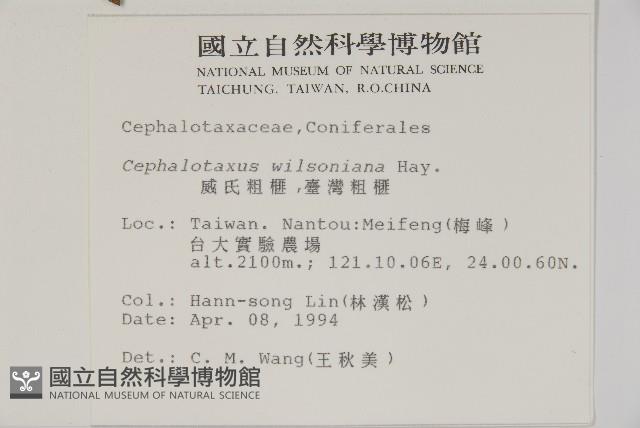 國立自然科學博物館
NATIONAL MUSEUM OF NATURAL SCIENCE
TAICHUNG. TAIWAN, R.O.CHINA
Cephalotaxaceae,Coniferales
Cephalotaxus wilsoniana Hay.
威氏粗榧,臺灣粗榧
Loc.: Taiwan. Nantou:Meifeng(梅峰)
台大實驗農場
alt.2100m.; 121.10.06E, 24.00.60N.
Col.: Hann-song Lin(林漢松)
Date: Apr. 08, 1994
Det.: C. M. Wang(王秋美)
國立自然科學博物館
NATIONAL MUSEUM OF NATURAL SCIENCE